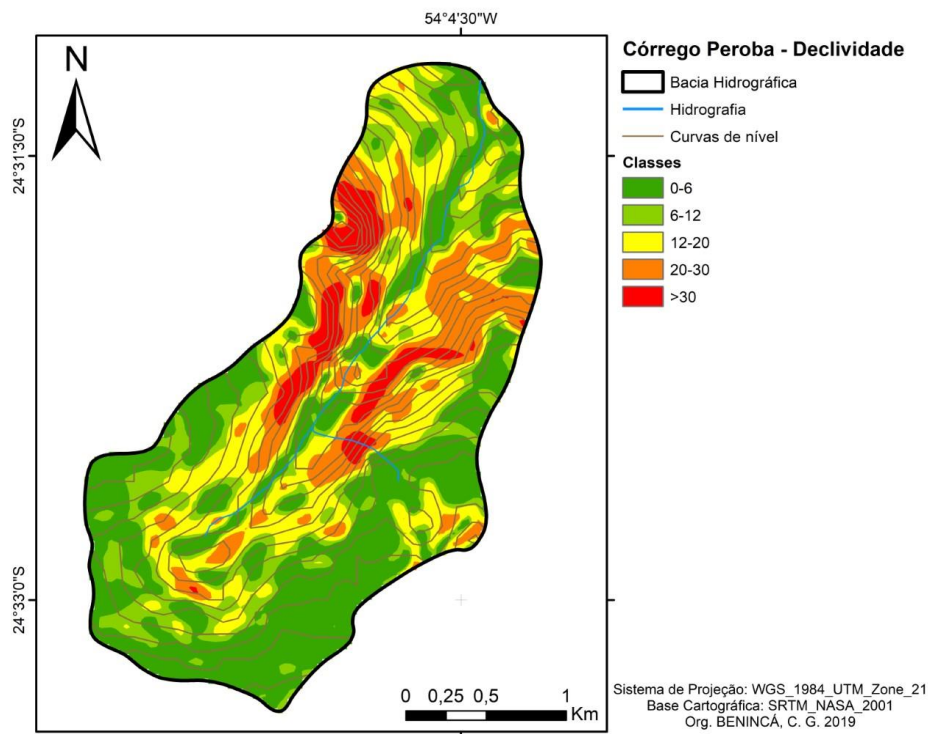 54°4'30"W
N
24°31'30"S
24°33'0"S
0 0,25 0,5 1
Km
Córrego Peroba - Declividade
Bacia Hidrográfica
Hidrografia
Curvas de nível
Classes
0-6
6-12
12-20
20-30
>30
Sistema de Projeção: WGS_1984_UTM_Zone_21
Base Cartográfica: SRTM_NASA_2001
Org. BENINCÁ, C. G. 2019